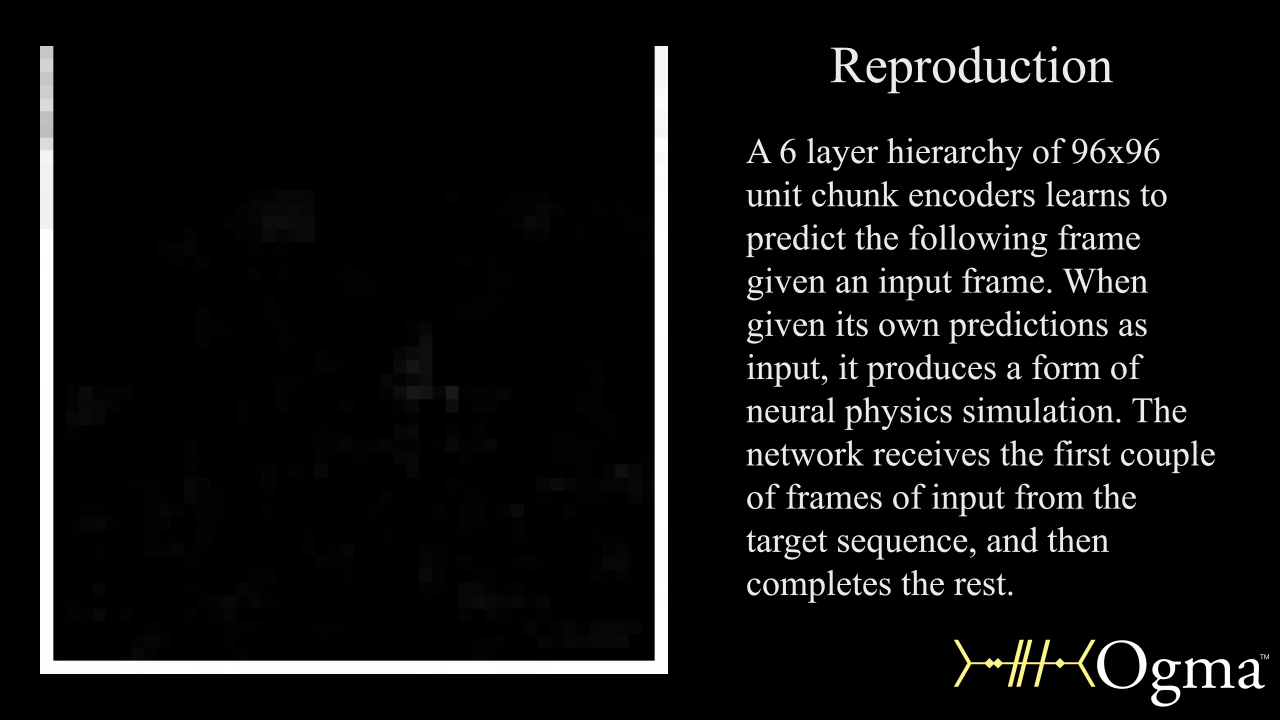 Reproduction
A 6 layer hierarchy of 96x96
unit chunk encoders learns to
predict the following frame
given an input frame. When
given its own predictions as
input, it produces a form of
neural physics simulation. The
network receives the first couple
of frames of input from the
target sequence, and then
completes the rest.
Ogma™